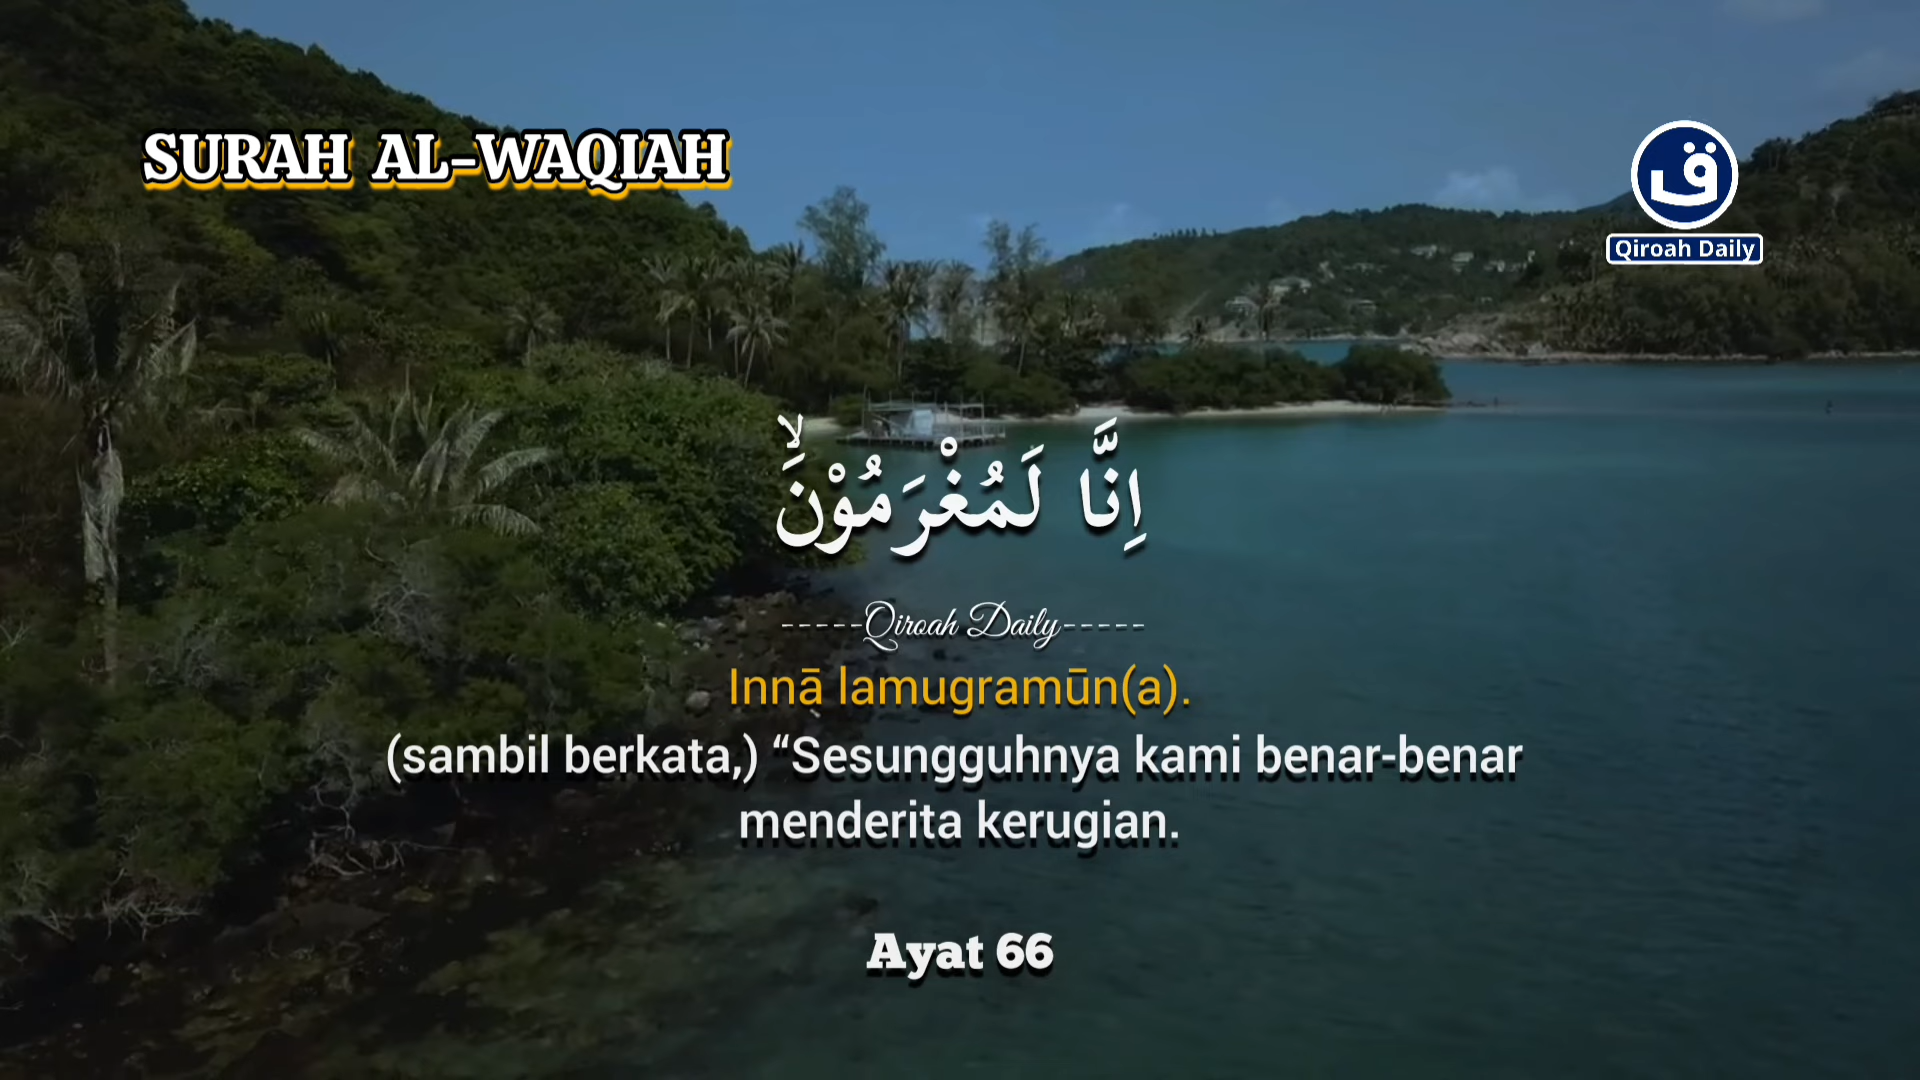 SURAH AL-WAQIAH
ق
Qiroah Daily
اِنَّا لَمُغْرَمُوْنَۙ
-----Qiroah Daily-----
Innā lamugramūn(a).
(sambil berkata,) “Sesungguhnya kami benar-benar
menderita kerugian.
Ayat 66